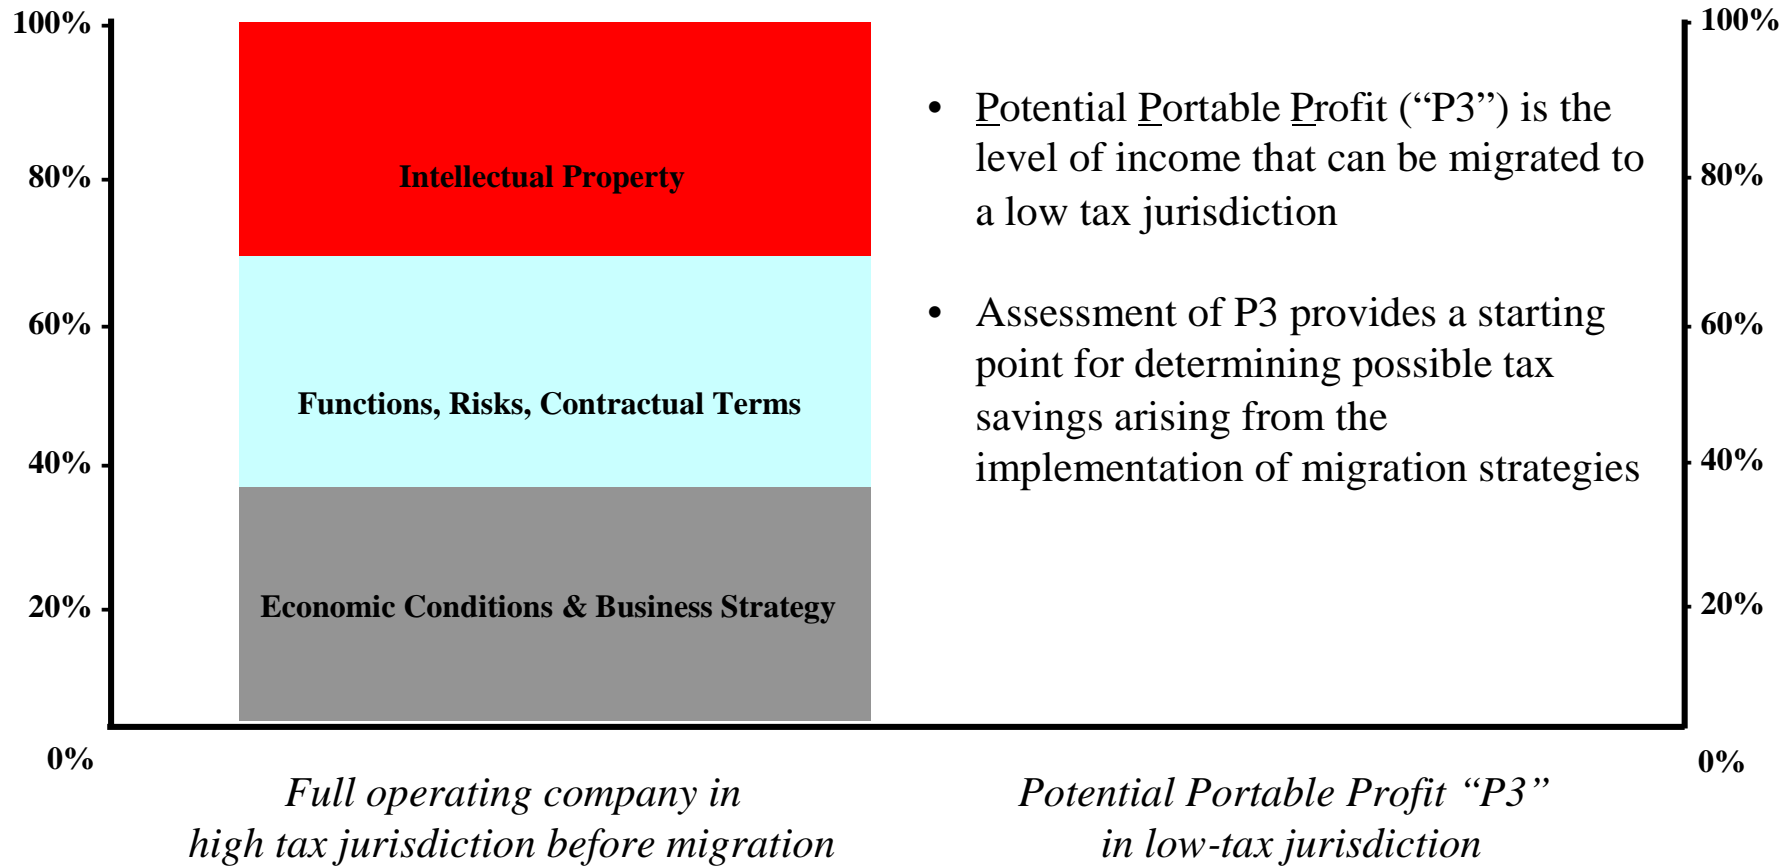 100%
80%
60%
40%
20%
0%
Intellectual Property
Functions, Risks, Contractual Terms
Economic Conditions & Business Strategy
• Potential Portable Profit (“P3”) is the
level of income that can be migrated to
a low tax jurisdiction
• Assessment of P3 provides a starting
point for determining possible tax
savings arising from the
implementation of migration strategies
100%
80%
60%
40%
20%
0%
Full operating company in
high tax jurisdiction before migration
Potential Portable Profit “P3”
in low-tax jurisdiction